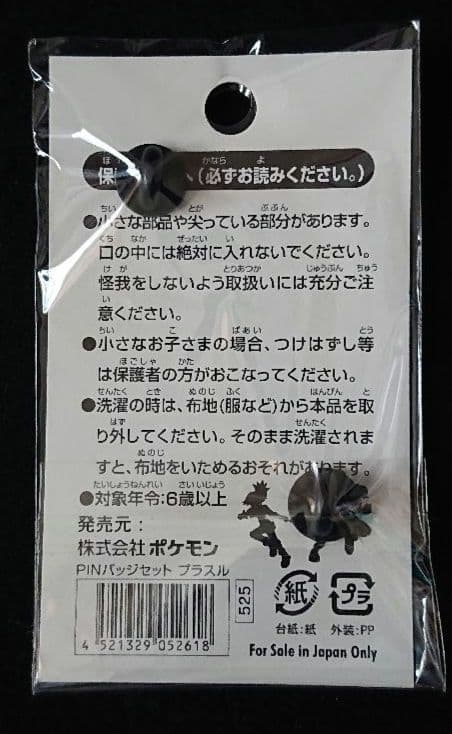 保 へ(必ずお読みください。)
●小さな部品や尖っている部分があります。
口の中には絶対に入れないでください。
怪我をしないよう取扱いには充分ご注
意ください。
●小さなお子さまの場合、つけはずし等
は保護者の方がおこなってください。
●洗濯の時は、布地(服など)から本品を取
り外してください。そのまま洗濯されま
すと、布地をいためるおそれがあります。
●対象年令:6歳以上
発売元:
株式会社 ポケモン
PINバッジセット プラスル
525
4 521329 052618
紙
プラ
台紙:紙 外装:PP
For Sale in Japan Only